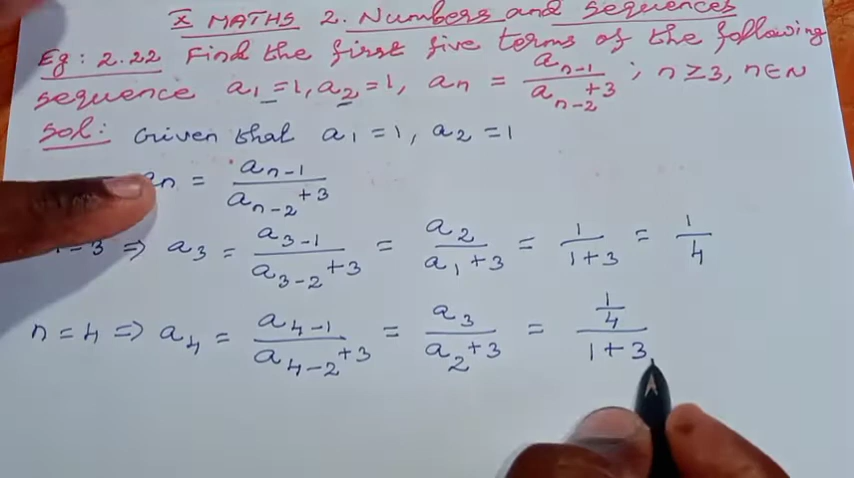 X MATHS 2. Numbers and sequences
Eg: 2.22 Find the first five terms of the following
sequence a₁=1, a₂=1, aₙ = aₙ₋₁/(aₙ₋₂+3) ; n≥3, n∈N
Sol: Given that a₁=1, a₂=1
aₙ = aₙ₋₁/(aₙ₋₂+3)
=3 ⇒ a₃ = a₃₋₁/(a₃₋₂+3) = a₂/(a₁+3) = 1/(1+3) = 1/4
n=4 ⇒ a₄ = a₄₋₁/(a₄₋₂+3) = a₃/(a₂+3) = (1/4)/(1+3)